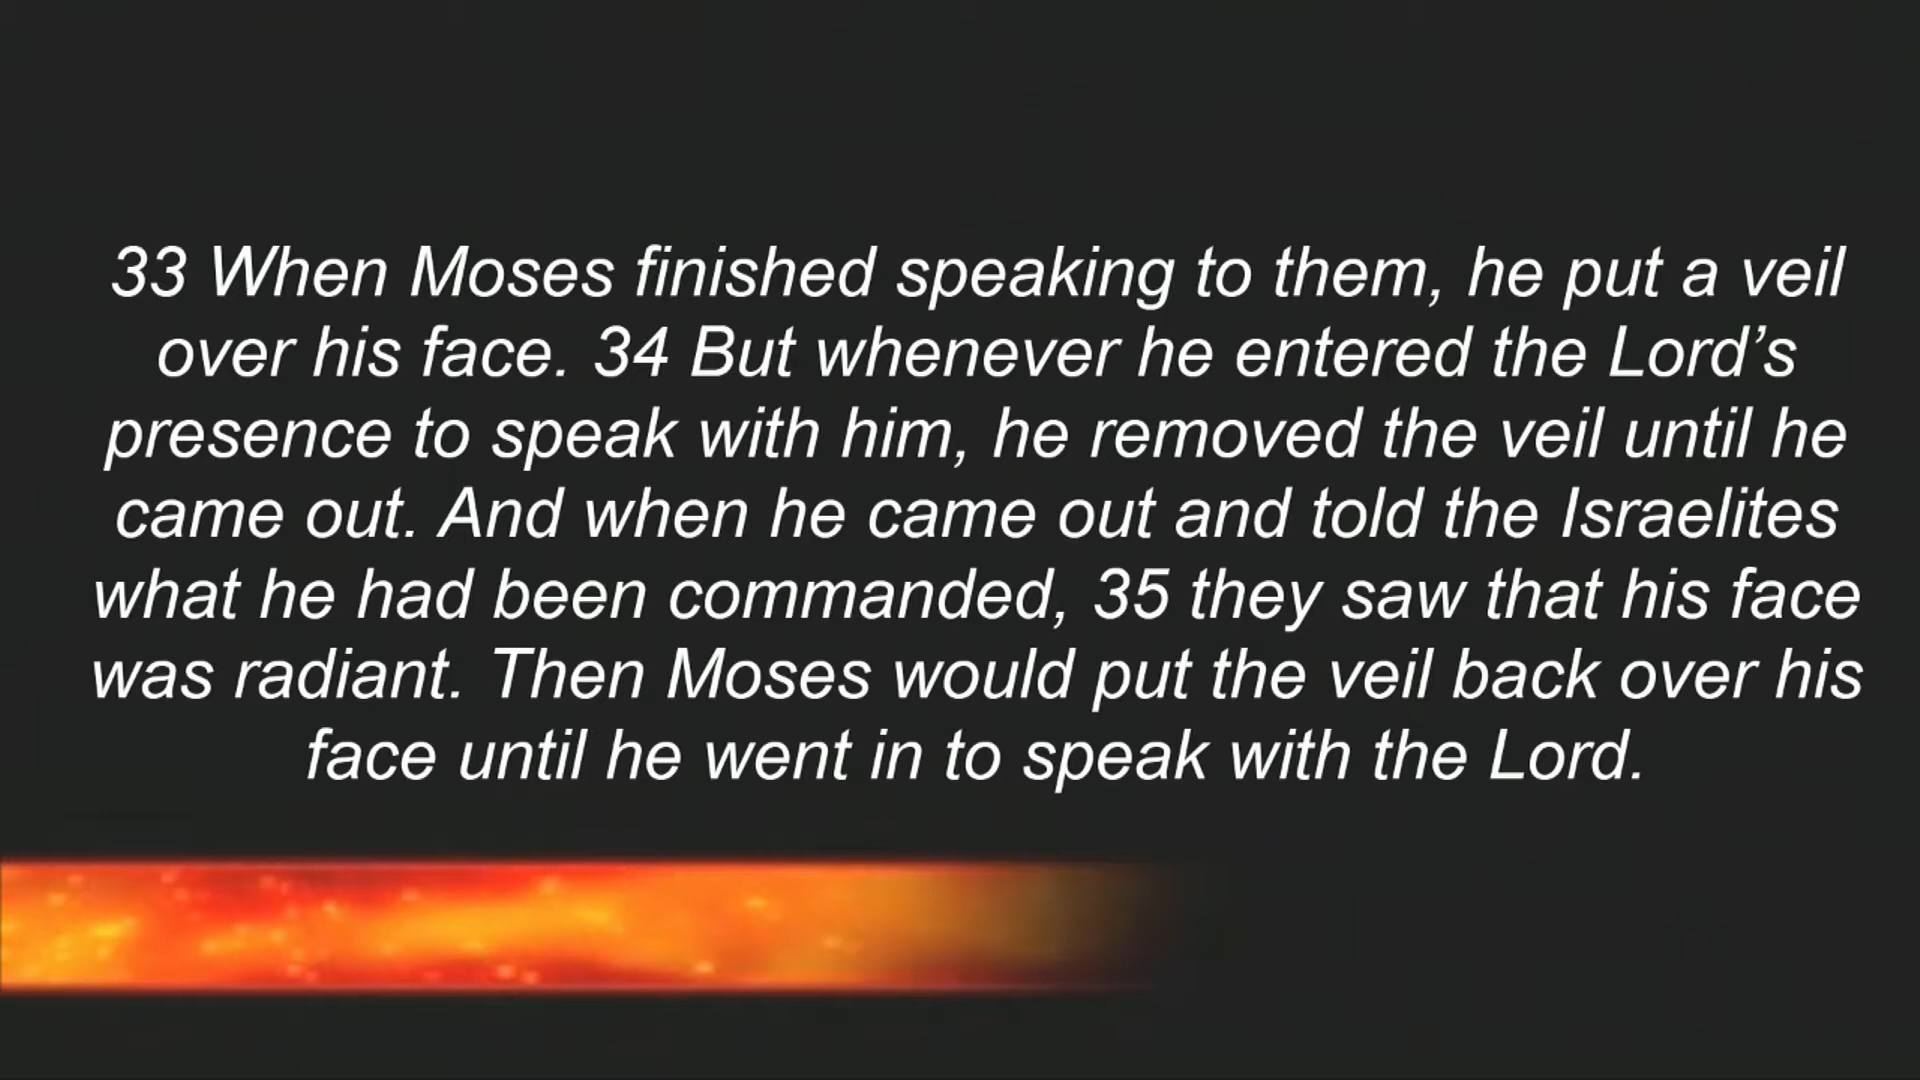 33 When Moses finished speaking to them, he put a veil
over his face. 34 But whenever he entered the Lord’s
presence to speak with him, he removed the veil until he
came out. And when he came out and told the Israelites
what he had been commanded, 35 they saw that his face
was radiant. Then Moses would put the veil back over his
face until he went in to speak with the Lord.